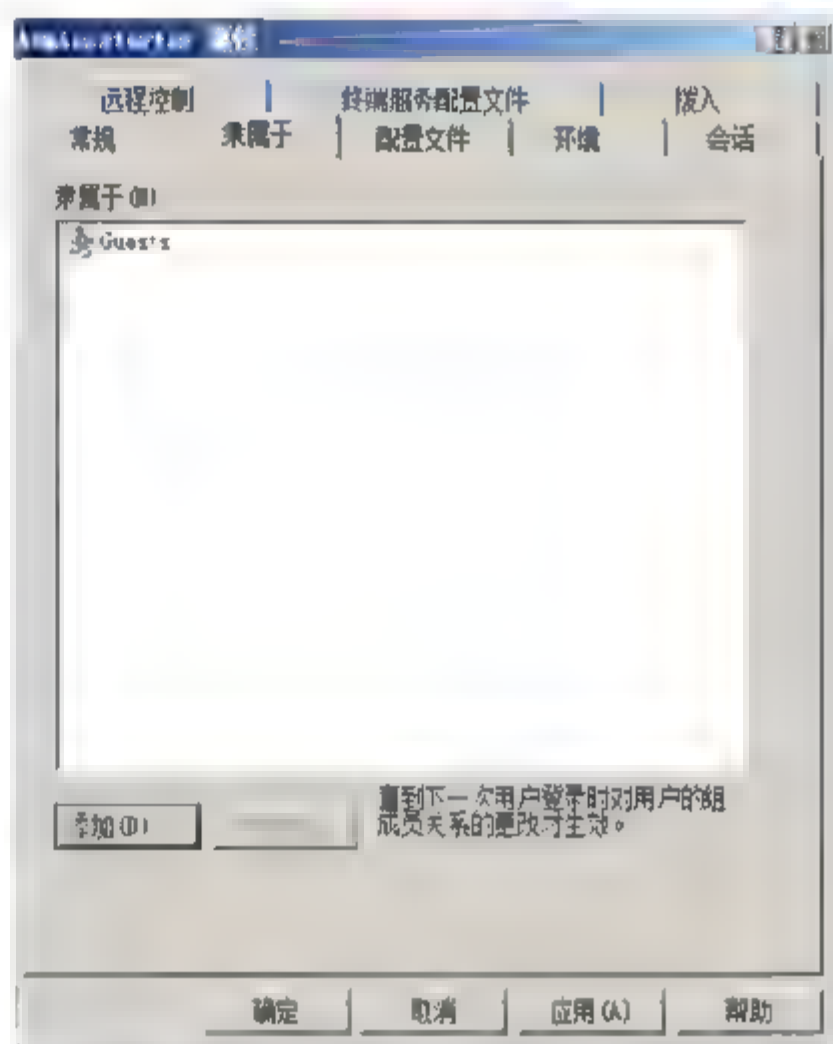 远程控制 终端服务配置文件 拨入
常规 隶属于 配置文件 环境 会话
隶属于(M)
Guests
直到下一次用户登录时对用户的组
成员关系的更改才生效。
添加(D)
确定 取消 应用(A) 帮助